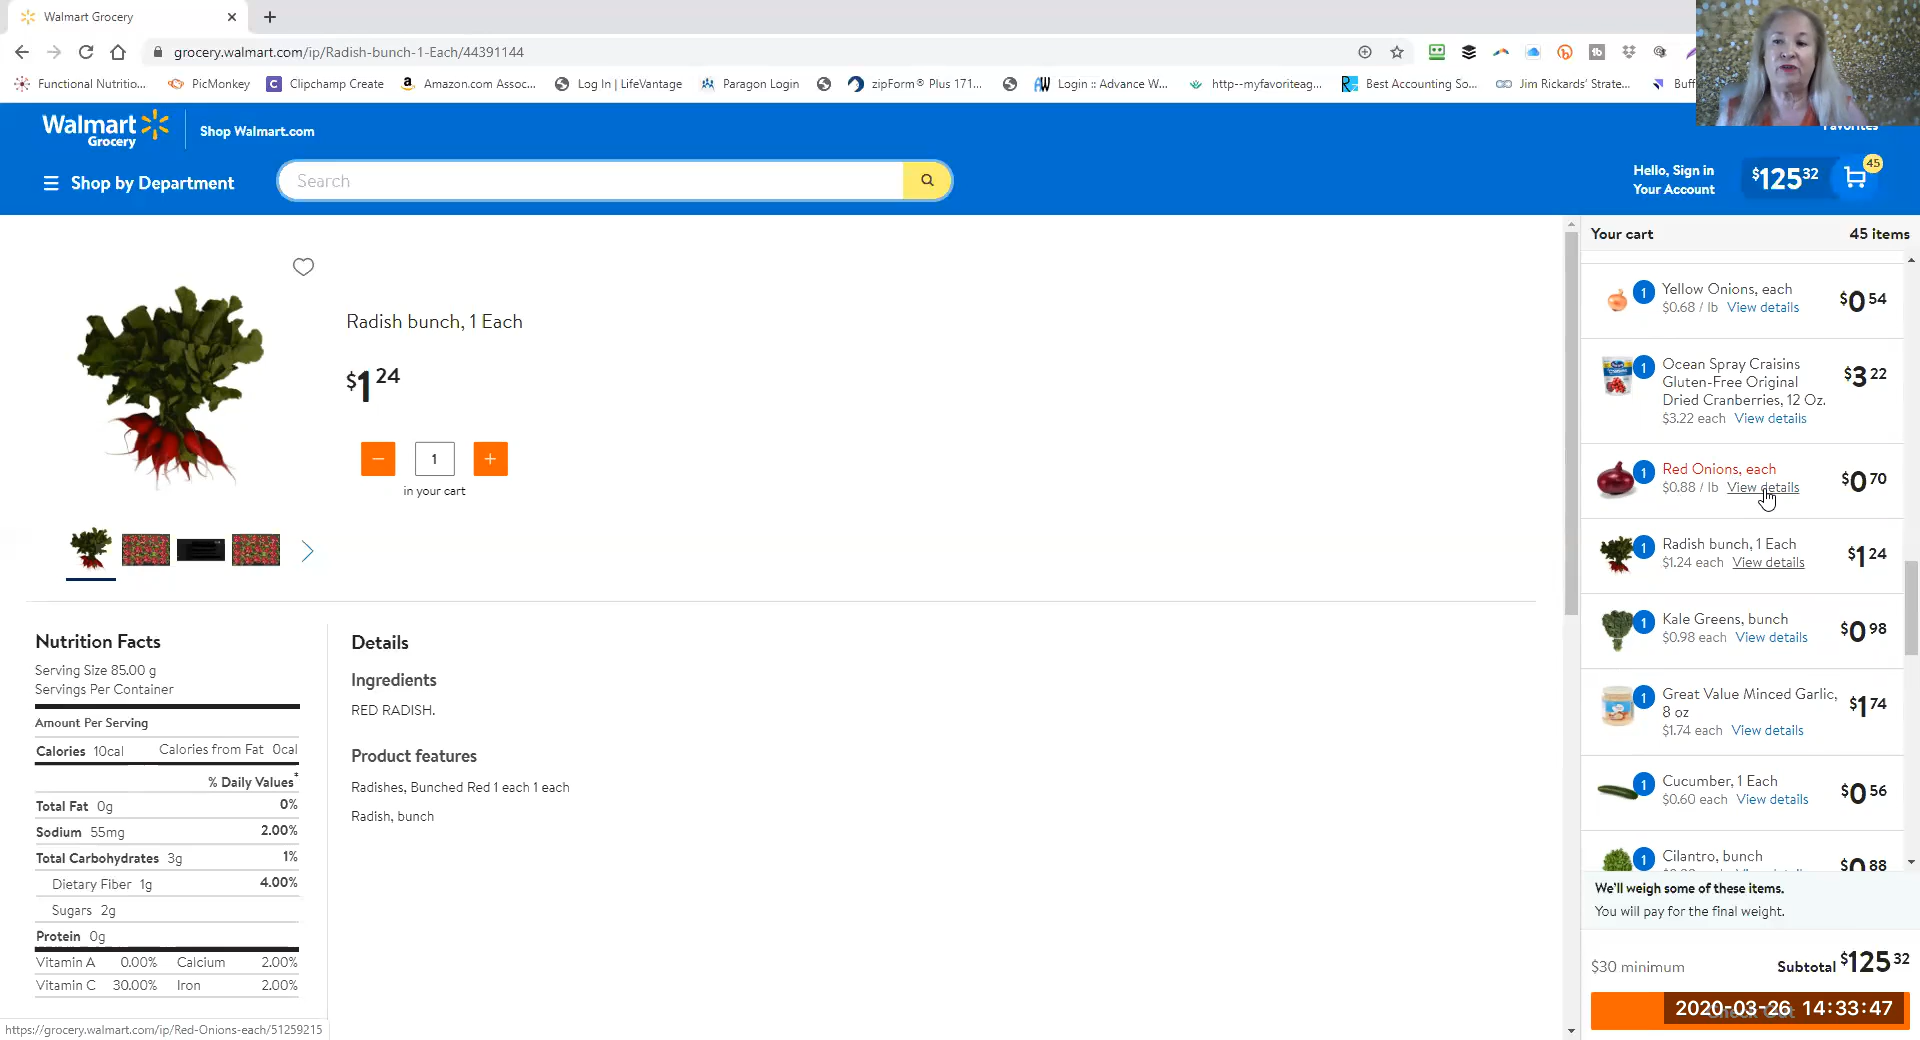 Walmart Grocery
grocery.walmart.com/ip/Radish-bunch-1-Each/44391144
Functional Nutritio...
PicMonkey
Clipchamp Create
Amazon.com Assoc...
Log In | LifeVantage
Paragon Login
zipForm® Plus 171...
Login :: Advance W...
http--myfavoriteag...
Best Accounting So...
Jim Rickards' Strate...
Buff
Walmart
Grocery
Shop Walmart.com
Favorites
Shop by Department
Search
Hello, Sign in
Your Account
$125 32
45
Your cart
45 items
Radish bunch, 1 Each
$1 24
− 1 +
in your cart
1 Yellow Onions, each
$0.68 / lb View details
$0 54
1 Ocean Spray Craisins
Gluten-Free Original
Dried Cranberries, 12 Oz.
$3.22 each View details
$3 22
1 Red Onions, each
$0.88 / lb View details
$0 70
1 Radish bunch, 1 Each
$1.24 each View details
$1 24
1 Kale Greens, bunch
$0.98 each View details
$0 98
1 Great Value Minced Garlic,
8 oz
$1.74 each View details
$1 74
1 Cucumber, 1 Each
$0.60 each View details
$0 56
1 Cilantro, bunch
$0 88
We'll weigh some of these items.
You will pay for the final weight.
$30 minimum
Subtotal $125 32
2020-03-26 14:33:47
Nutrition Facts
Serving Size 85.00 g
Servings Per Container
Amount Per Serving
Calories 10cal Calories from Fat 0cal
% Daily Values*
Total Fat 0g 0%
Sodium 55mg 2.00%
Total Carbohydrates 3g 1%
Dietary Fiber 1g 4.00%
Sugars 2g
Protein 0g
Vitamin A 0.00% Calcium 2.00%
Vitamin C 30.00% Iron 2.00%
Details
Ingredients
RED RADISH.
Product features
Radishes, Bunched Red 1 each 1 each
Radish, bunch
https://grocery.walmart.com/ip/Red-Onions-each/51259215